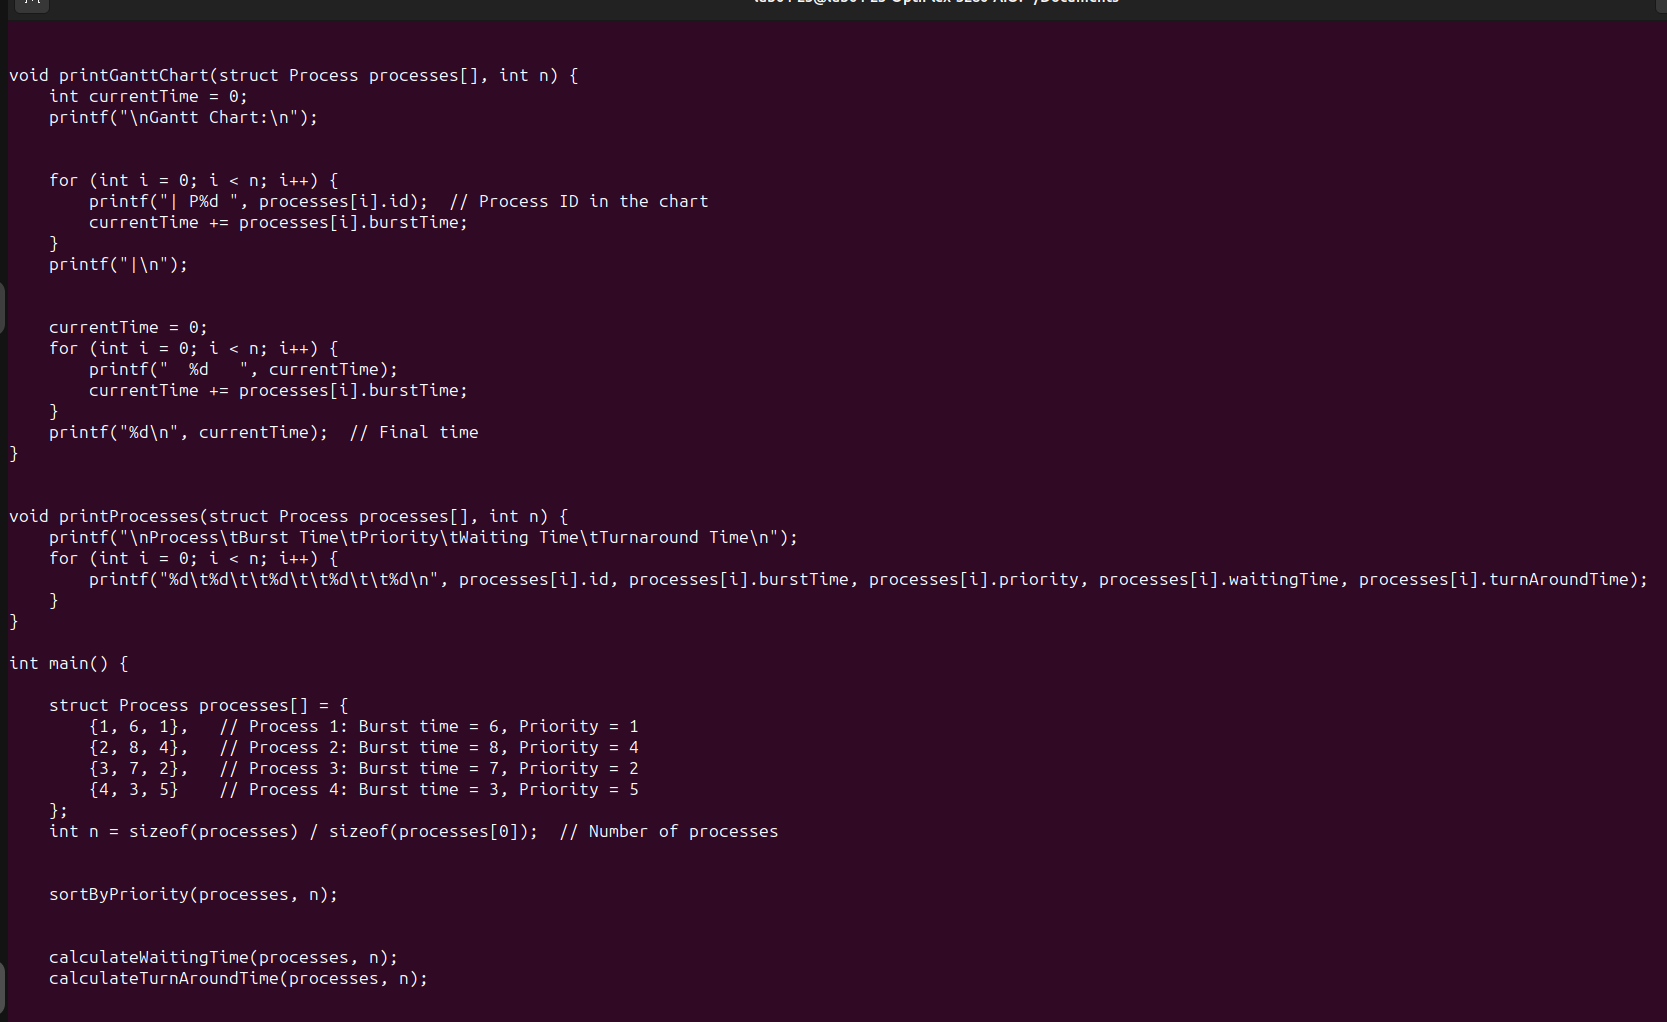 void printGanttChart(struct Process processes[], int n) {
    int currentTime = 0;
    printf("\nGantt Chart:\n");
    for (int i = 0; i < n; i++) {
        printf("| P%d ", processes[i].id);  // Process ID in the chart
        currentTime += processes[i].burstTime;
    }
    printf("|\n");
    currentTime = 0;
    for (int i = 0; i < n; i++) {
        printf("  %d   ", currentTime);
        currentTime += processes[i].burstTime;
    }
    printf("%d\n", currentTime);  // Final time
}
void printProcesses(struct Process processes[], int n) {
    printf("\nProcess\tBurst Time\tPriority\tWaiting Time\tTurnaround Time\n");
    for (int i = 0; i < n; i++) {
        printf("%d\t%d\t\t%d\t\t%d\t\t%d\n", processes[i].id, processes[i].burstTime, processes[i].priority, processes[i].waitingTime, processes[i].turnAroundTime);
    }
}
int main() {
    struct Process processes[] = {
        {1, 6, 1},   // Process 1: Burst time = 6, Priority = 1
        {2, 8, 4},   // Process 2: Burst time = 8, Priority = 4
        {3, 7, 2},   // Process 3: Burst time = 7, Priority = 2
        {4, 3, 5}    // Process 4: Burst time = 3, Priority = 5
    };
    int n = sizeof(processes) / sizeof(processes[0]);  // Number of processes
    sortByPriority(processes, n);
    calculateWaitingTime(processes, n);
    calculateTurnAroundTime(processes, n);